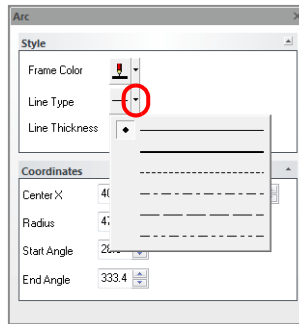 Arc
Style
Frame Color
Line Type
Line Thickness
Coordinates
Center X
Radius
Start Angle
End Angle 333.4